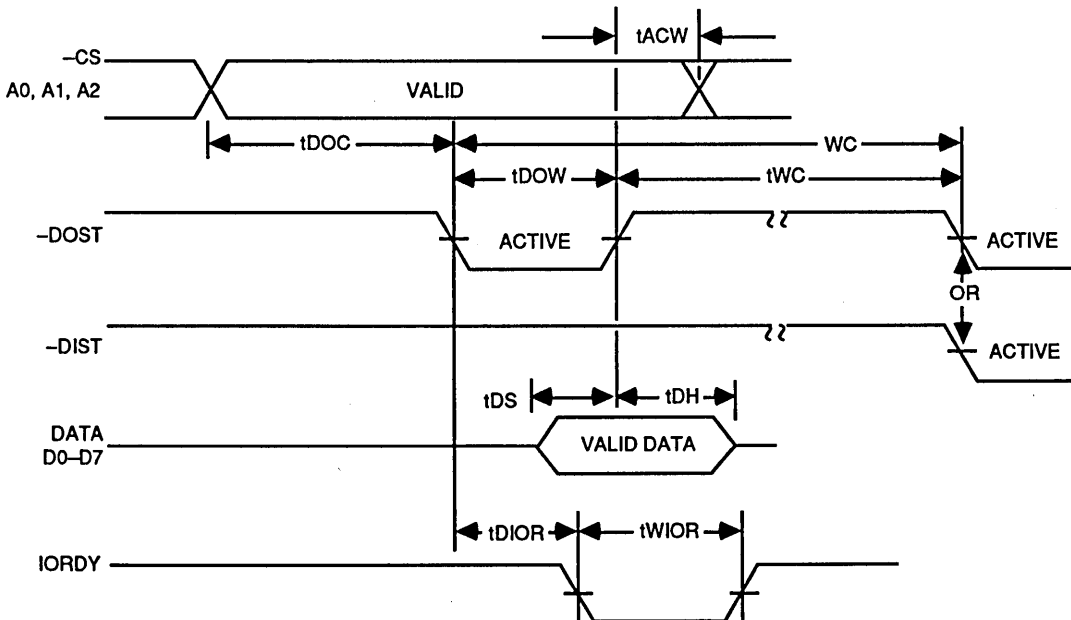 tACW
–CS
A0, A1, A2
VALID
tDOC
WC
tDOW
tWC
–DOST
ACTIVE
ACTIVE
OR
–DIST
ACTIVE
tDS
tDH
DATA
D0–D7
VALID DATA
tDIOR
tWIOR
IORDY